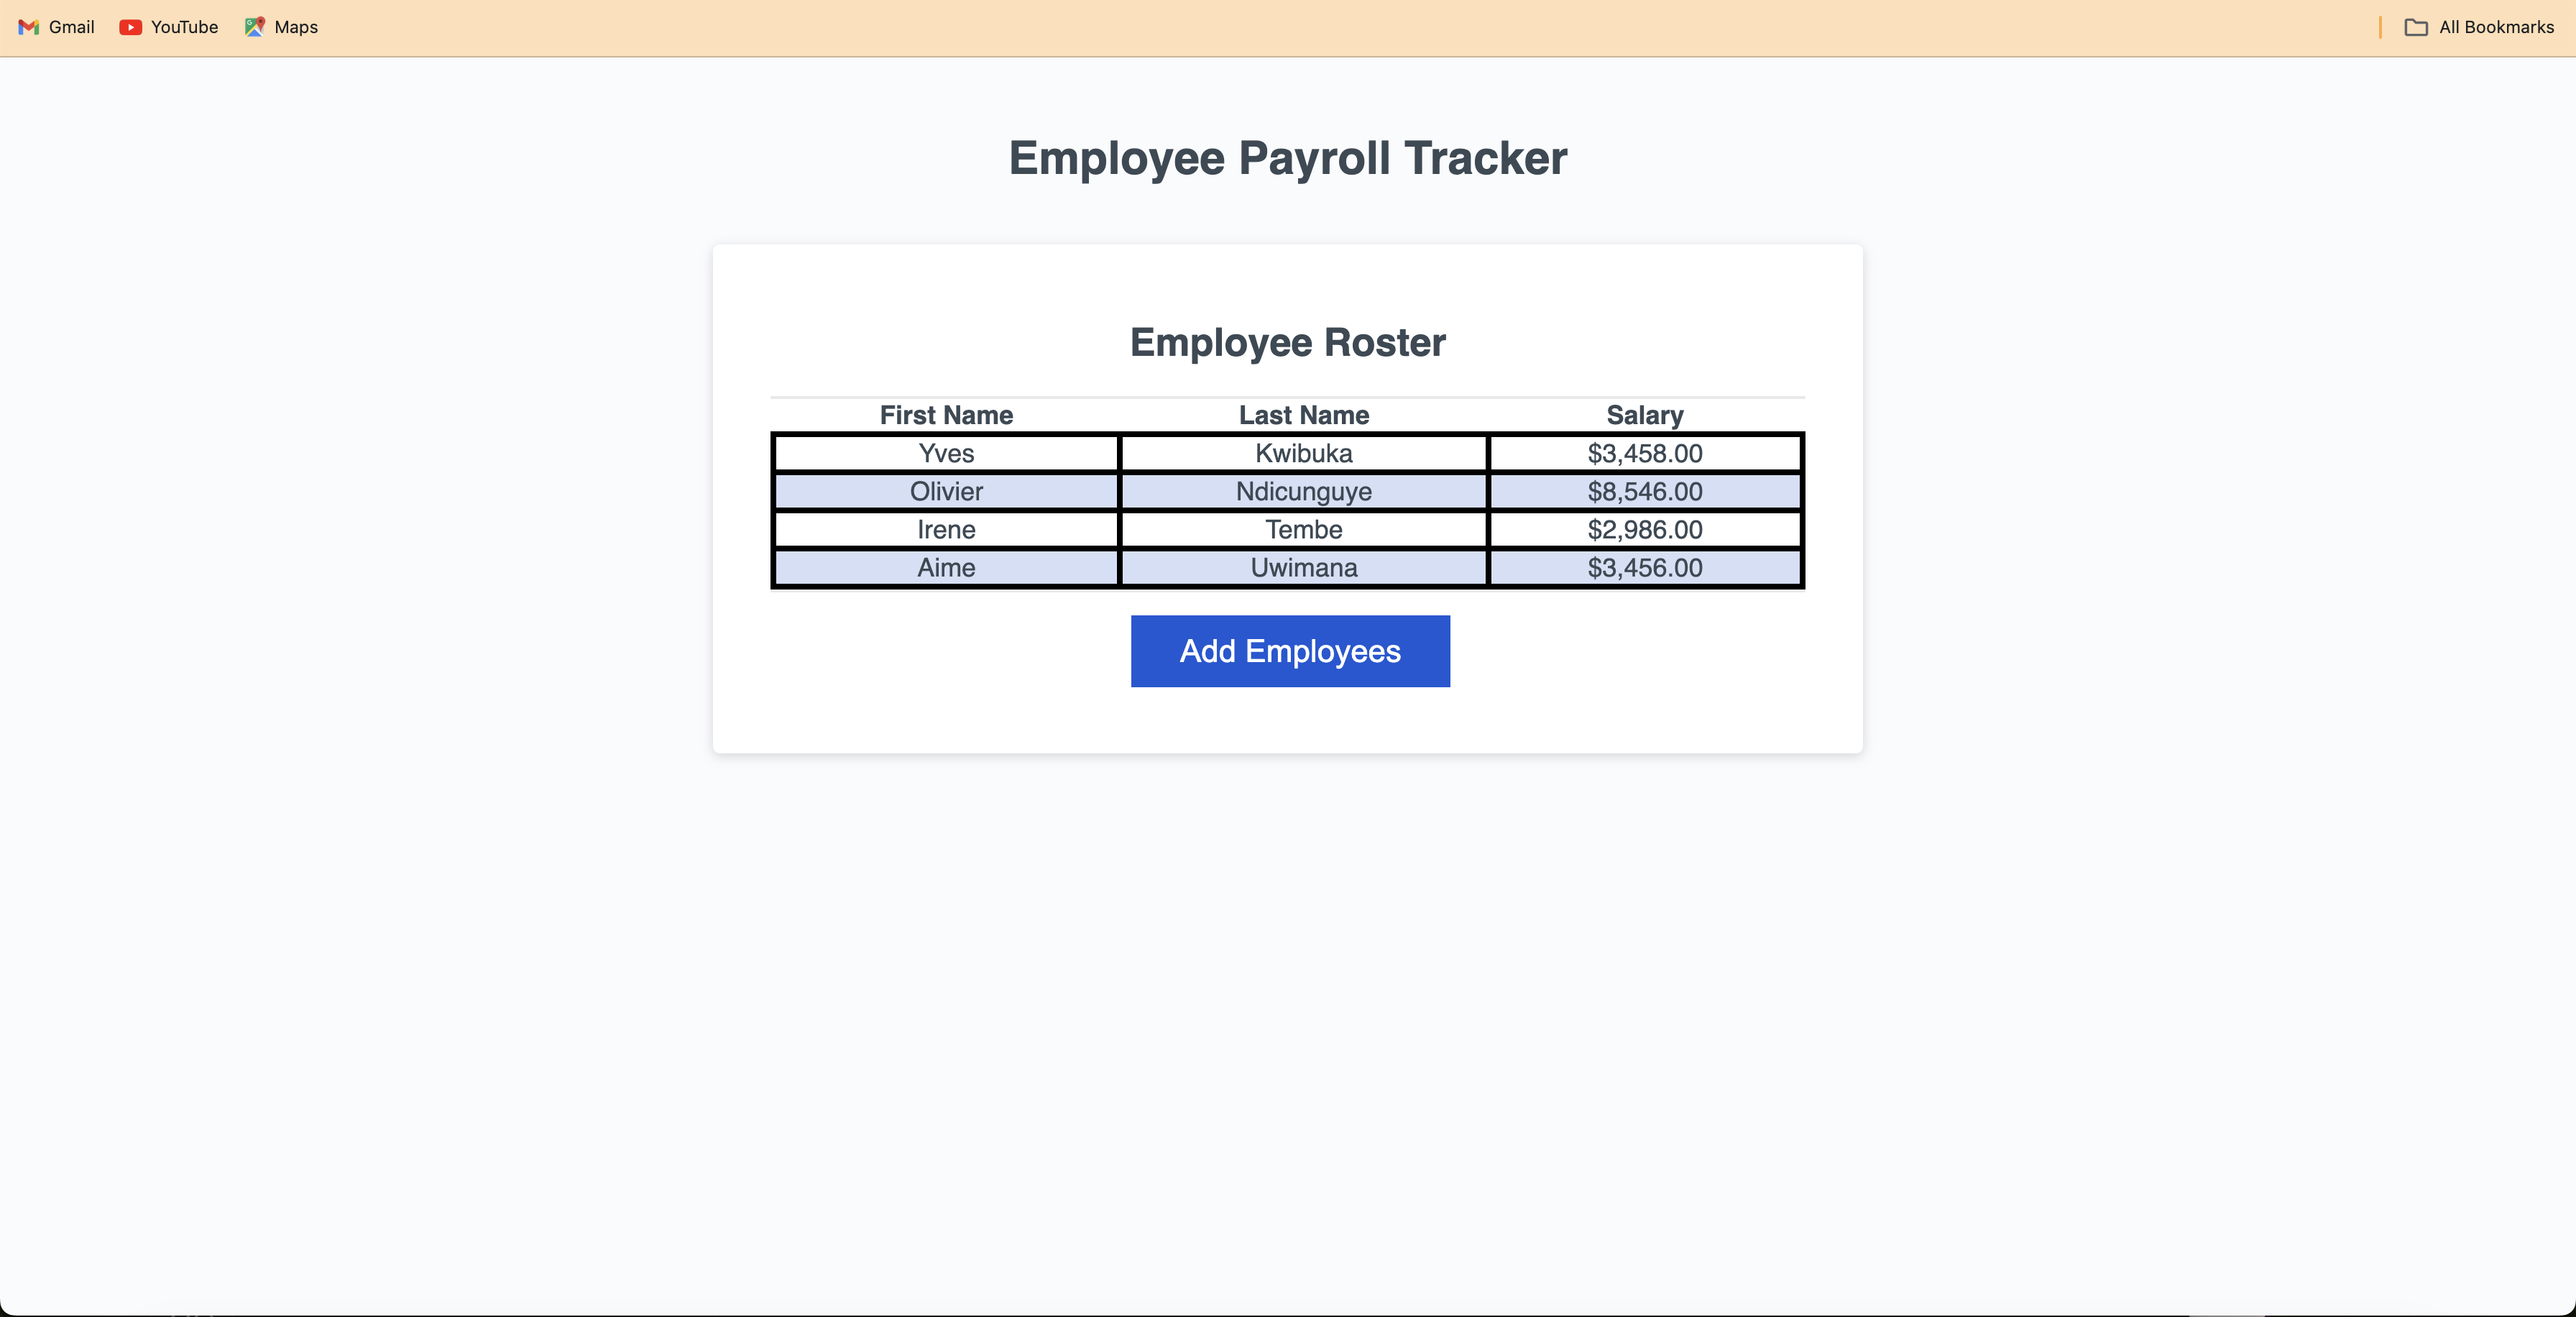 Gmail YouTube Maps All Bookmarks
Employee Payroll Tracker
Employee Roster
First Name Last Name Salary
Yves Kwibuka $3,458.00
Olivier Ndicunguye $8,546.00
Irene Tembe $2,986.00
Aime Uwimana $3,456.00
Add Employees